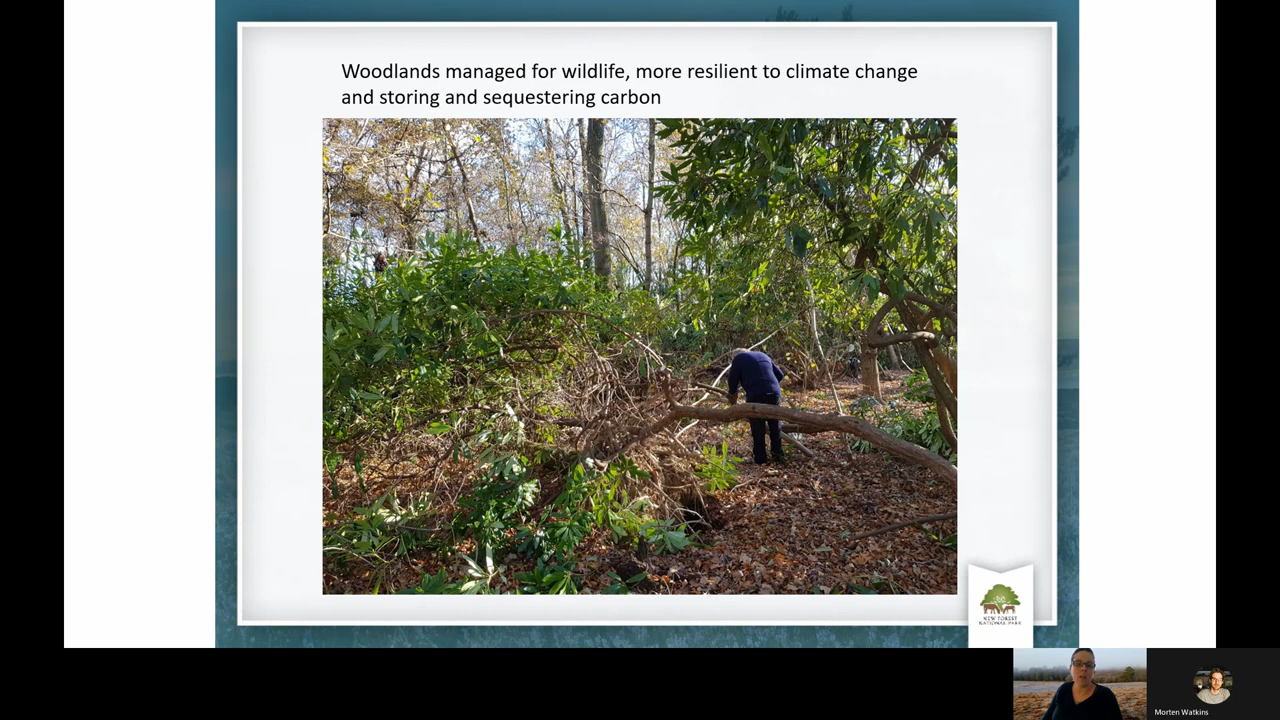 Woodlands managed for wildlife, more resilient to climate change
and storing and sequestering carbon
NEW FOREST
NATIONAL PARK
Morten Watkins